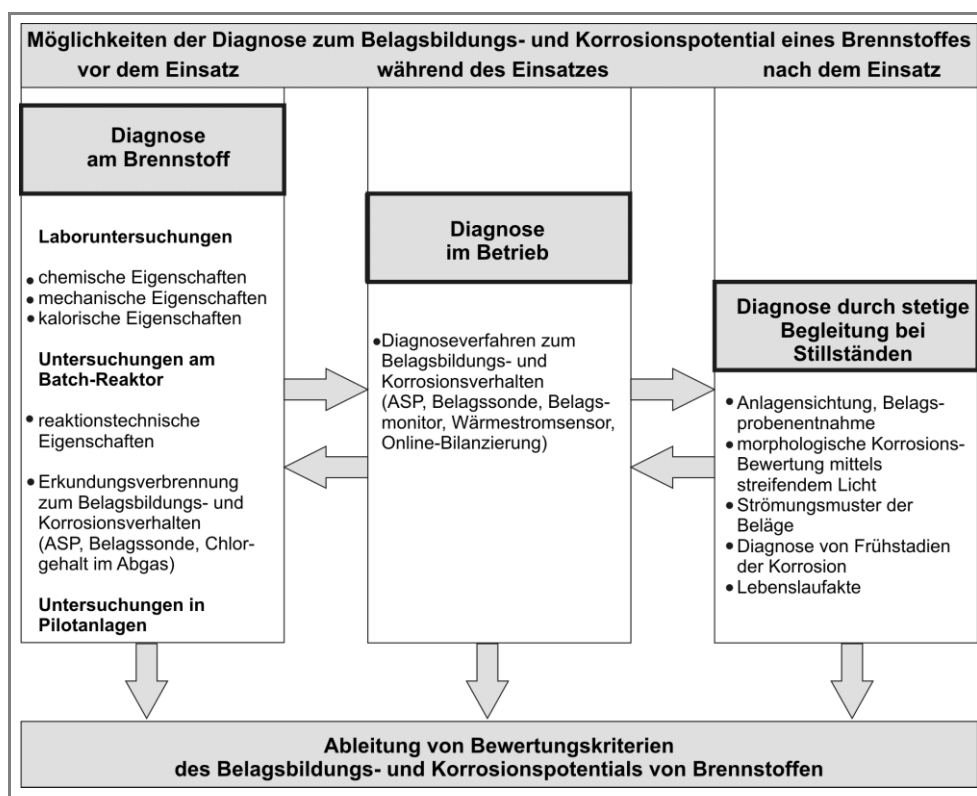 Möglichkeiten der Diagnose zum Belagsbildungs- und Korrosionspotential eines Brennstoffes
vor dem Einsatz
während des Einsatzes
nach dem Einsatz
Diagnose
am Brennstoff
Laboruntersuchungen
• chemische Eigenschaften
• mechanische Eigenschaften
• kalorische Eigenschaften
Untersuchungen am
Batch-Reaktor
• reaktionstechnische
Eigenschaften
• Erkundungsverbrennung
zum Belagsbildungs- und
Korrosionsverhalten
(ASP, Belagssonde, Chlor-
gehalt im Abgas)
Untersuchungen in
Pilotanlagen
Diagnose
im Betrieb
• Diagnoseverfahren zum
Belagsbildungs- und
Korrosionsverhalten
(ASP, Belagssonde, Belags-
monitor, Wärmestromsensor,
Online-Bilanzierung)
Diagnose durch stetige
Begleitung bei
Stillständen
• Anlagensichtung, Belags-
probenentnahme
• morphologische Korrosions-
Bewertung mittels
streifendem Licht
• Strömungsmuster der
Beläge
• Diagnose von Frühstadien
der Korrosion
• Lebenslaufakte
Ableitung von Bewertungskriterien
des Belagsbildungs- und Korrosionspotentials von Brennstoffen